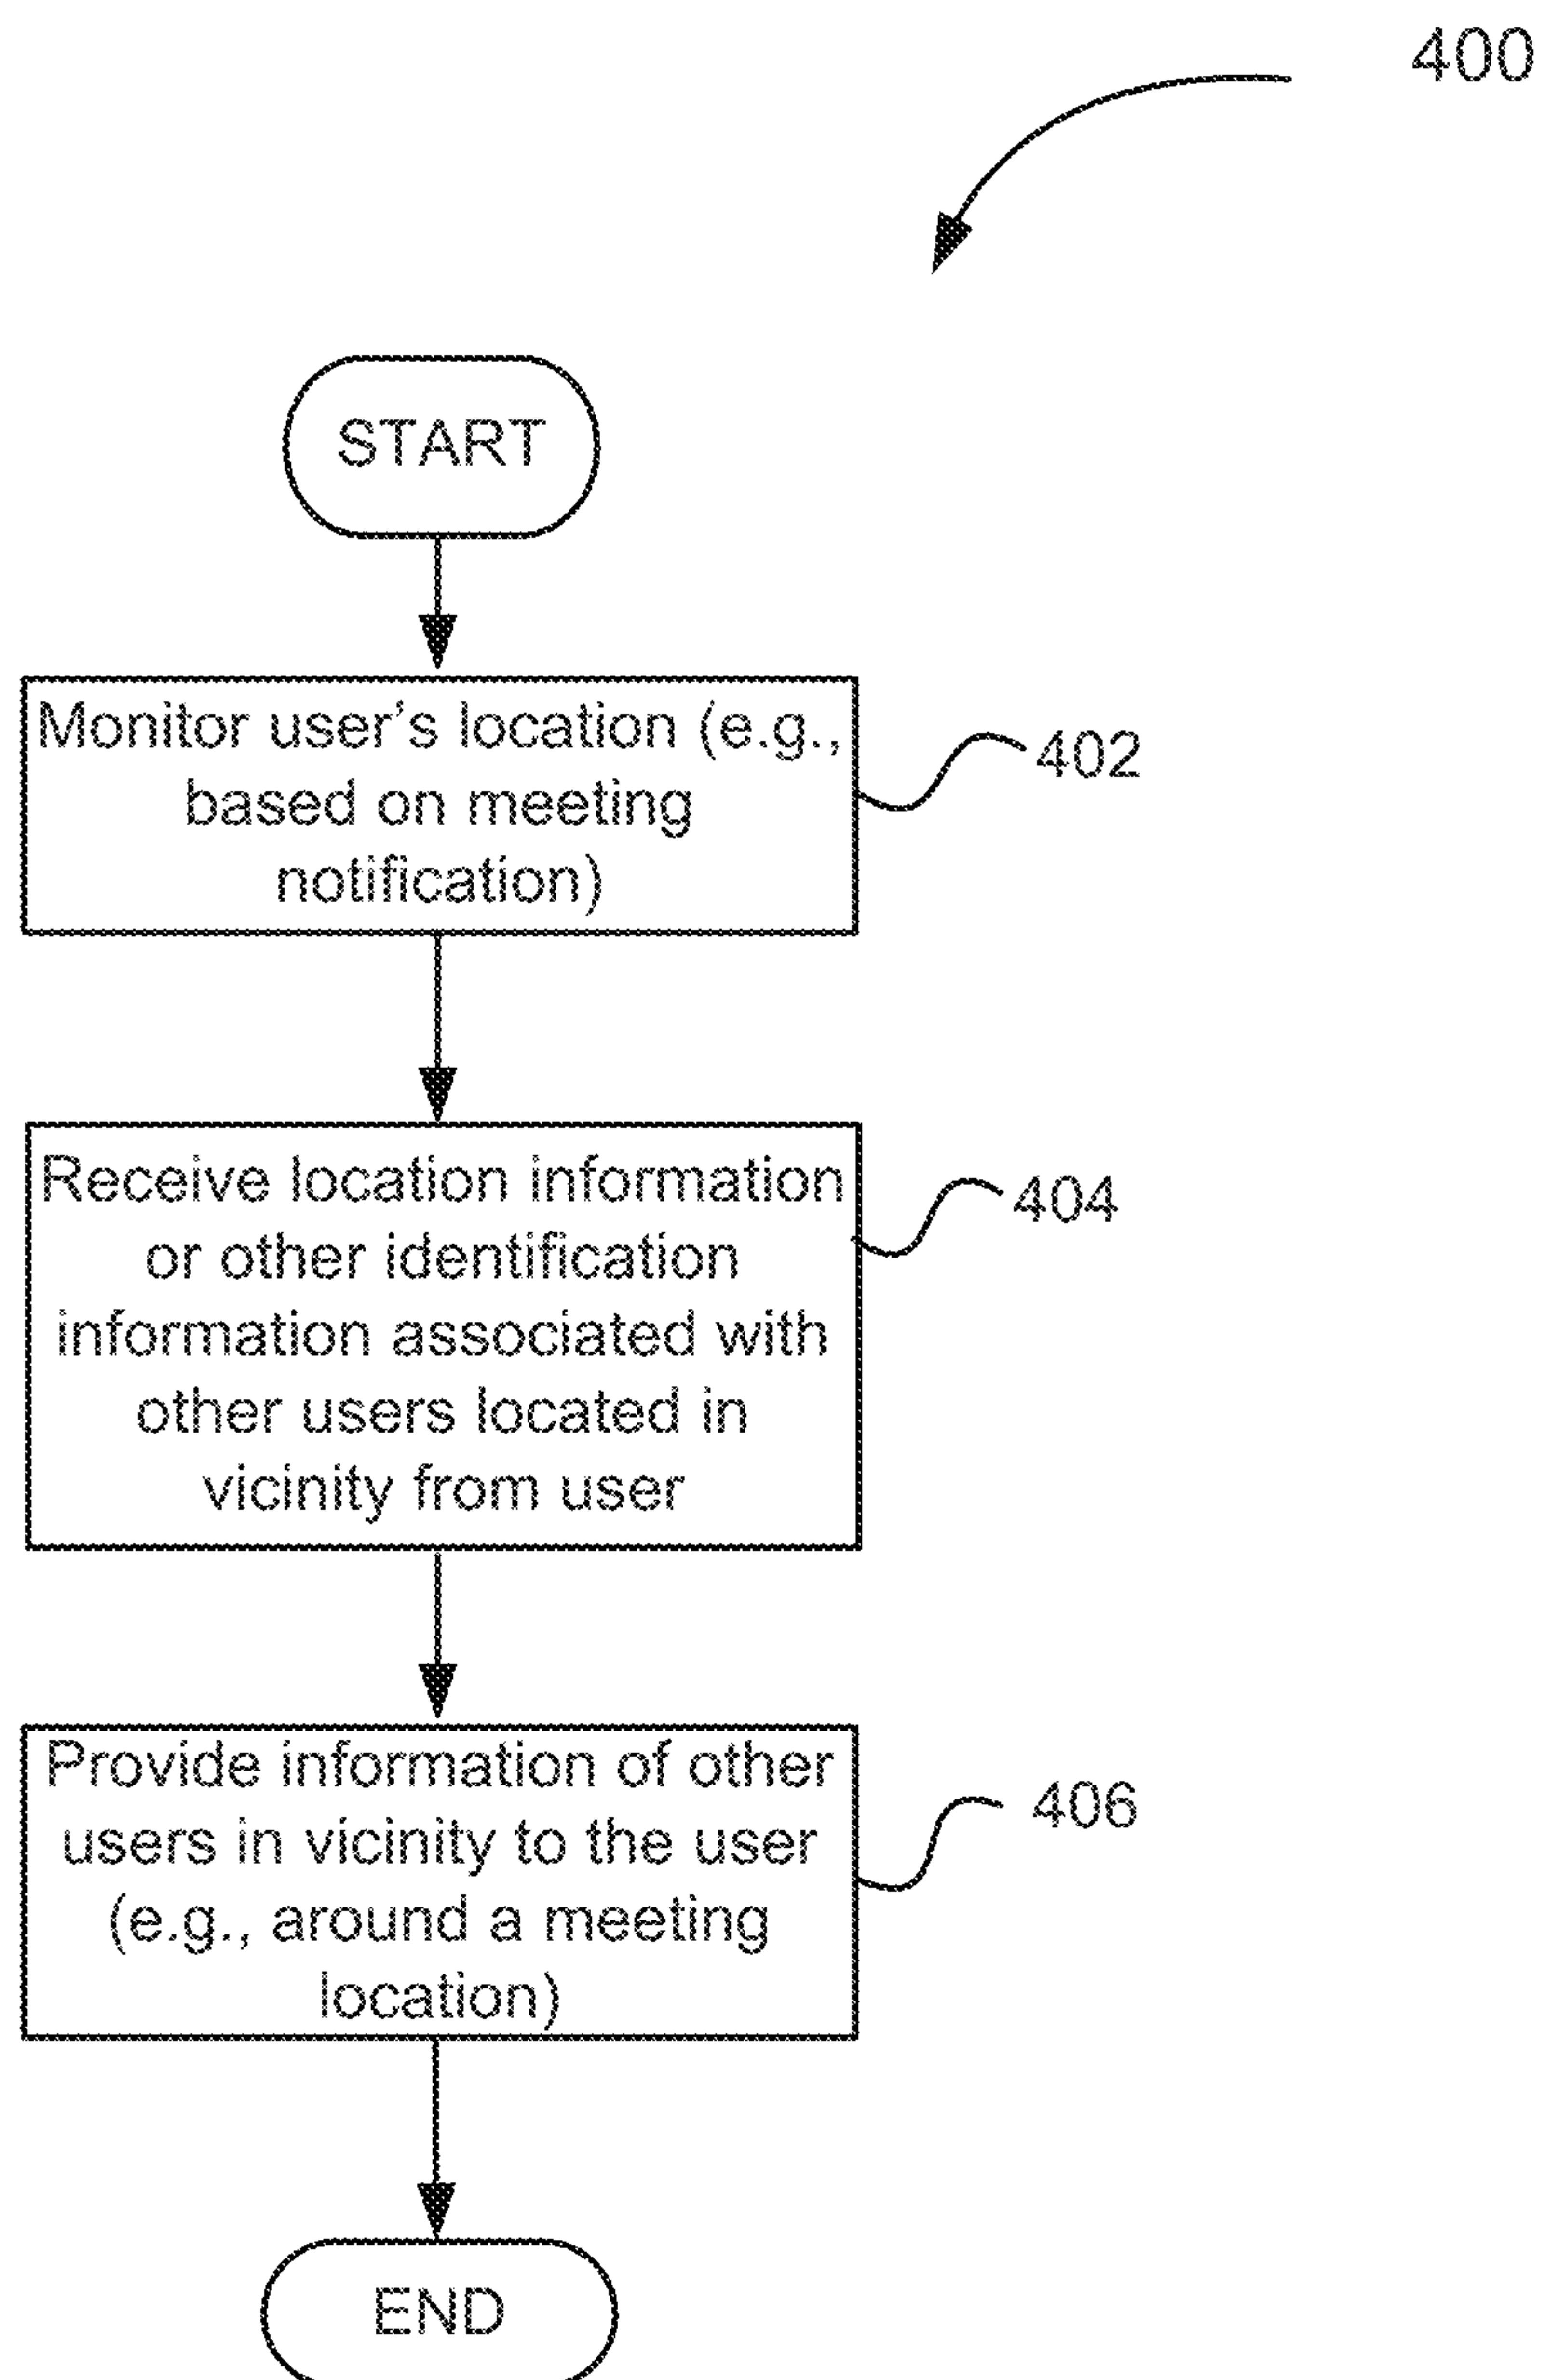 400
START
Monitor user's location (e.g.,
based on meeting
notification)
402
Receive location information
or other identification
information associated with
other users located in
vicinity from user
404
Provide information of other
users in vicinity to the user
(e.g., around a meeting
location)
406
END